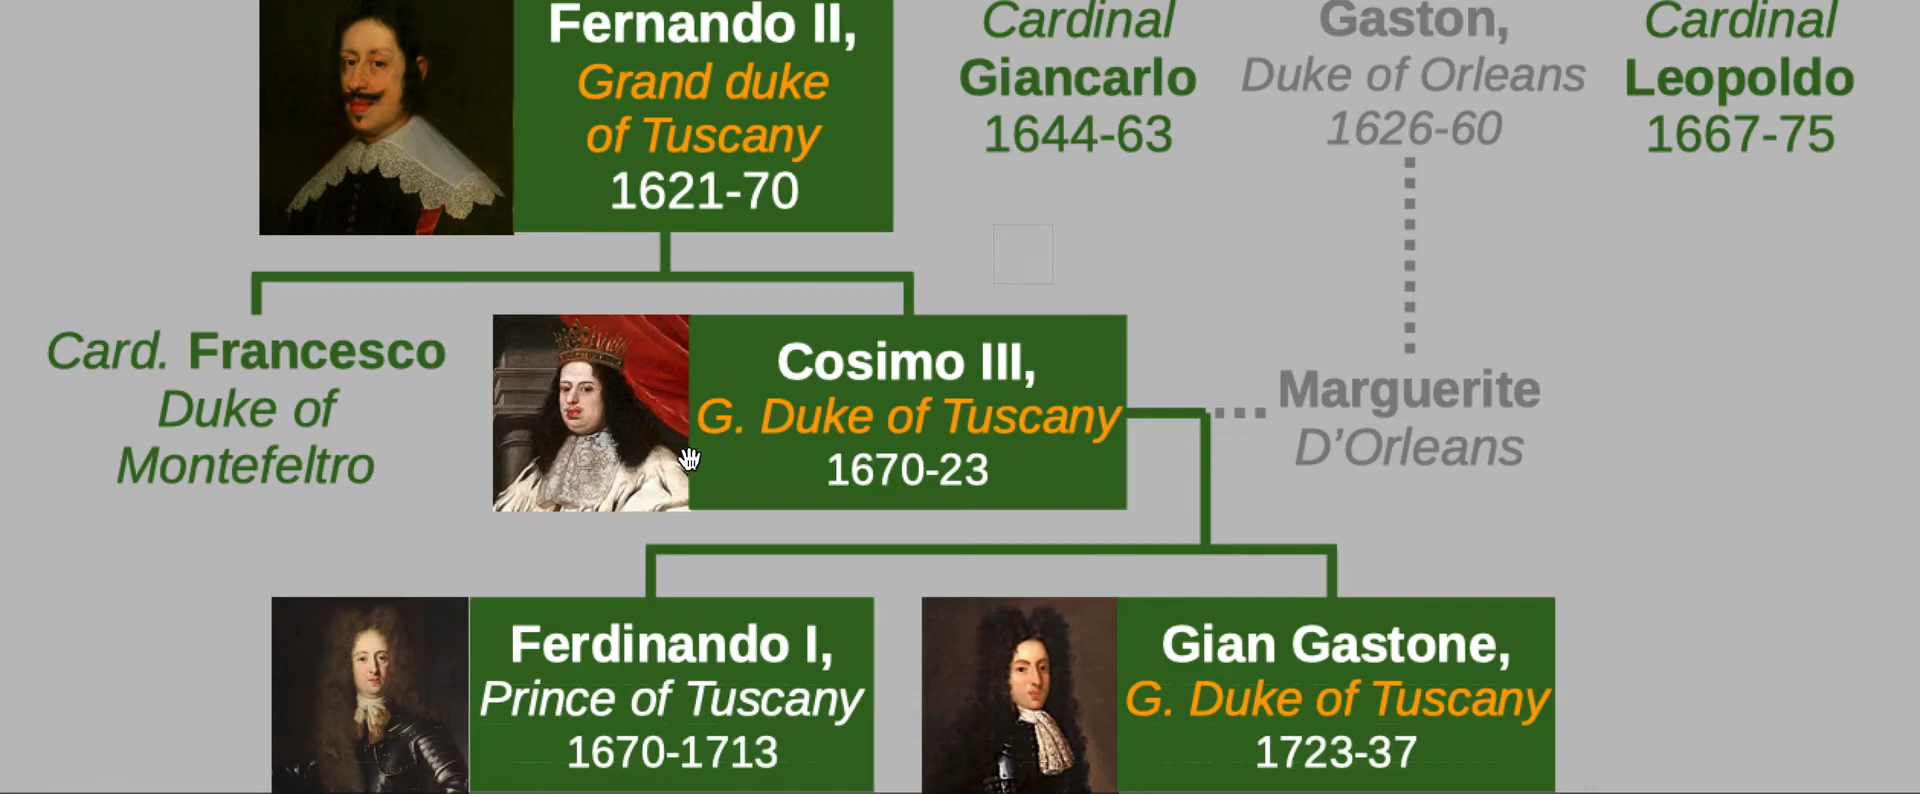 Fernando II,
Grand duke
of Tuscany
1621-70
Cardinal
Giancarlo
1644-63
Gaston,
Duke of Orleans
1626-60
Cardinal
Leopoldo
1667-75
Card. Francesco
Duke of
Montefeltro
Cosimo III,
G. Duke of Tuscany
1670-23
Marguerite
D’Orleans
Ferdinando I,
Prince of Tuscany
1670-1713
Gian Gastone,
G. Duke of Tuscany
1723-37